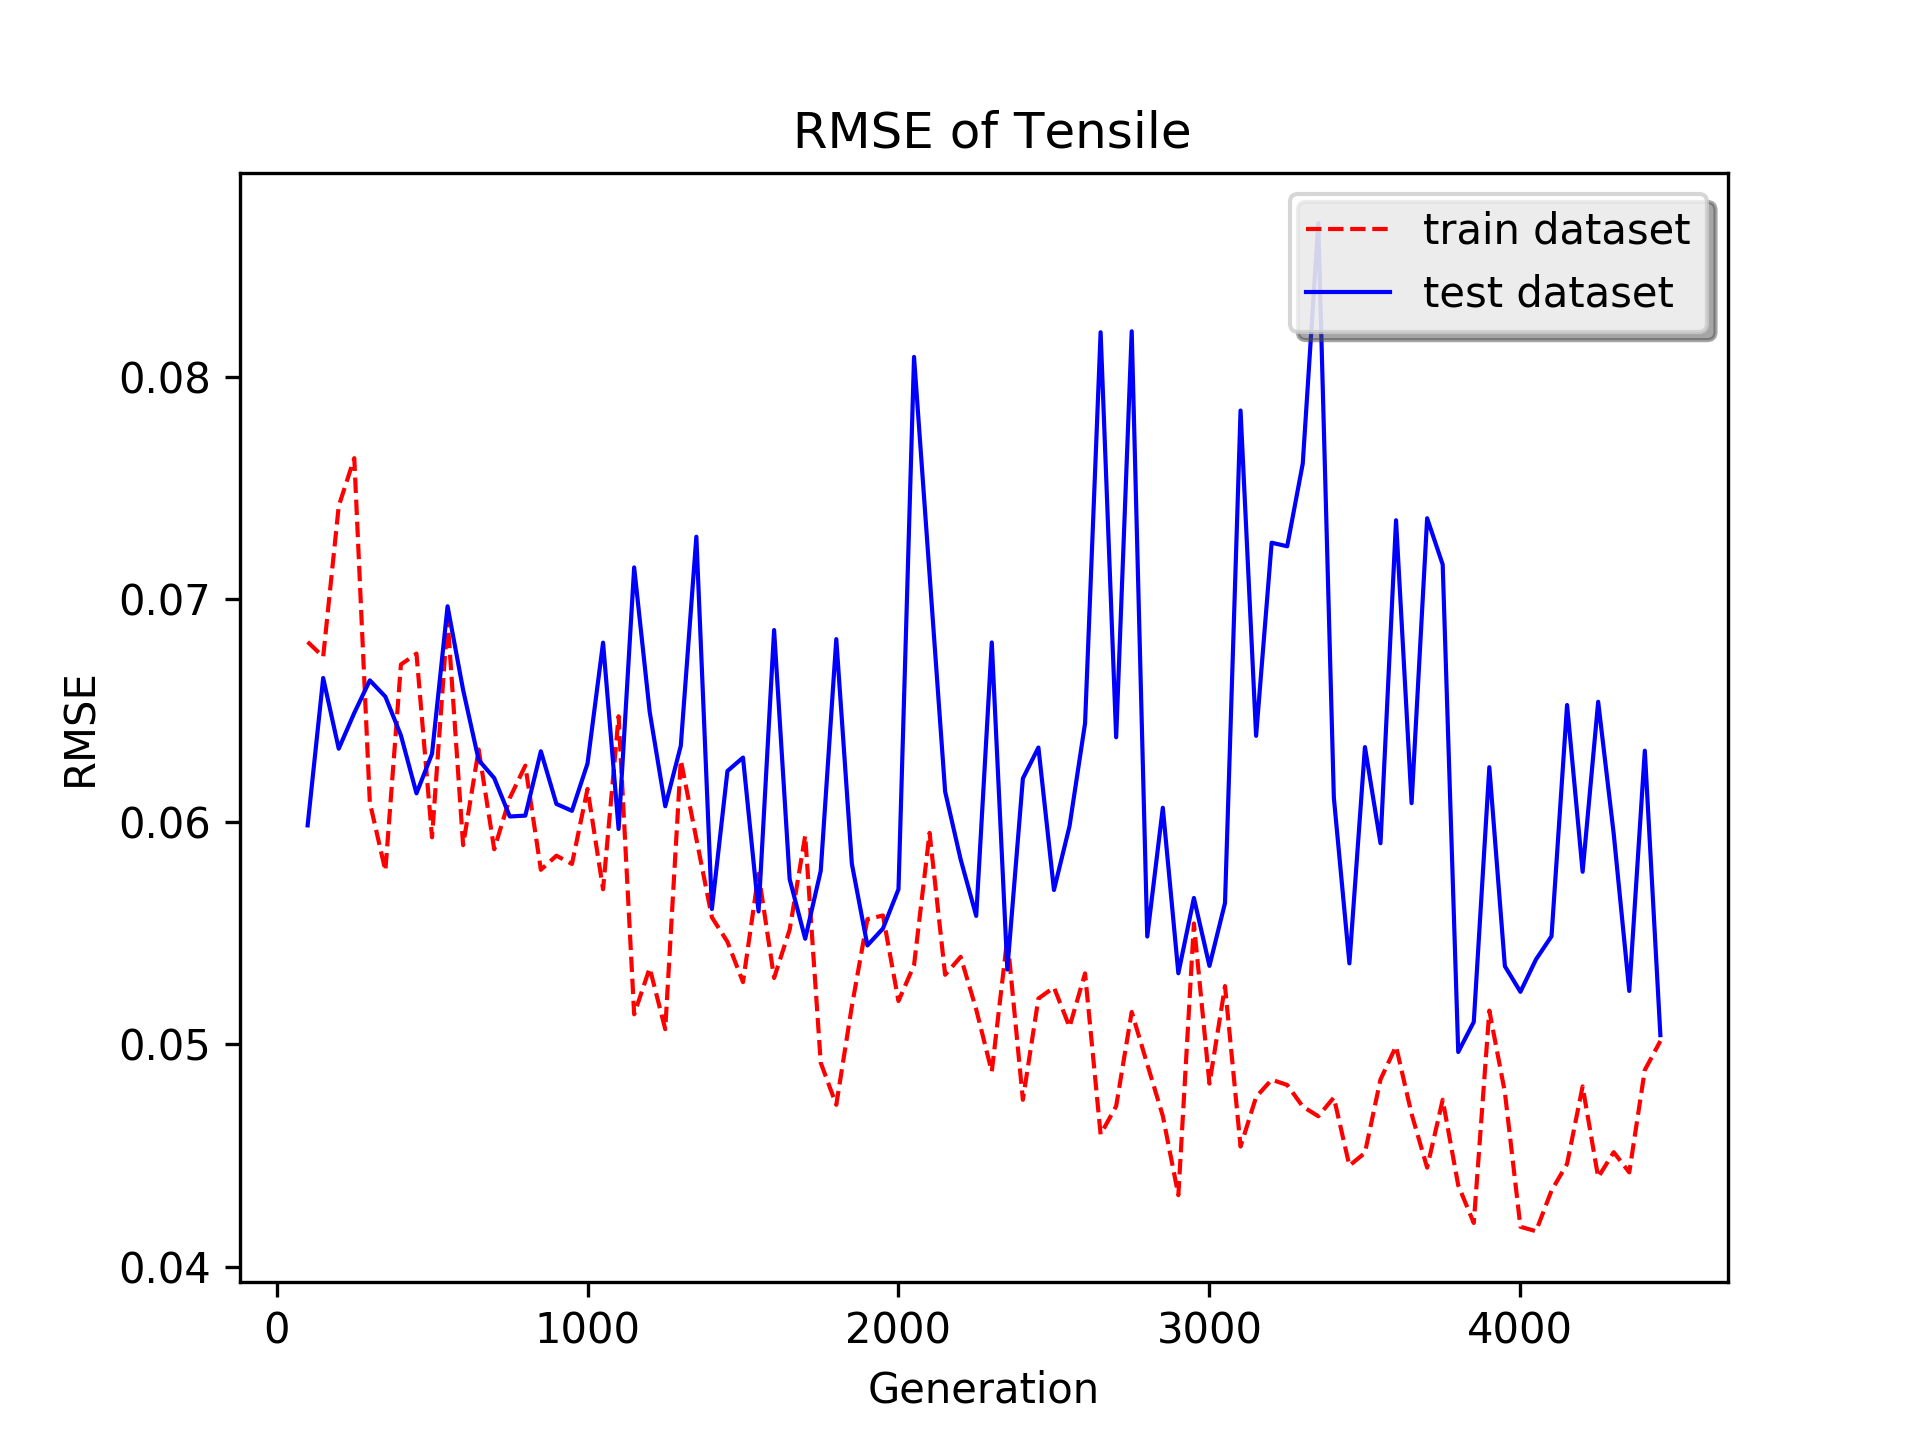 RMSE of Tensile
train dataset
test dataset
0.08
0.07
0.06
0.05
0.04
RMSE
0
1000
2000
3000
4000
Generation